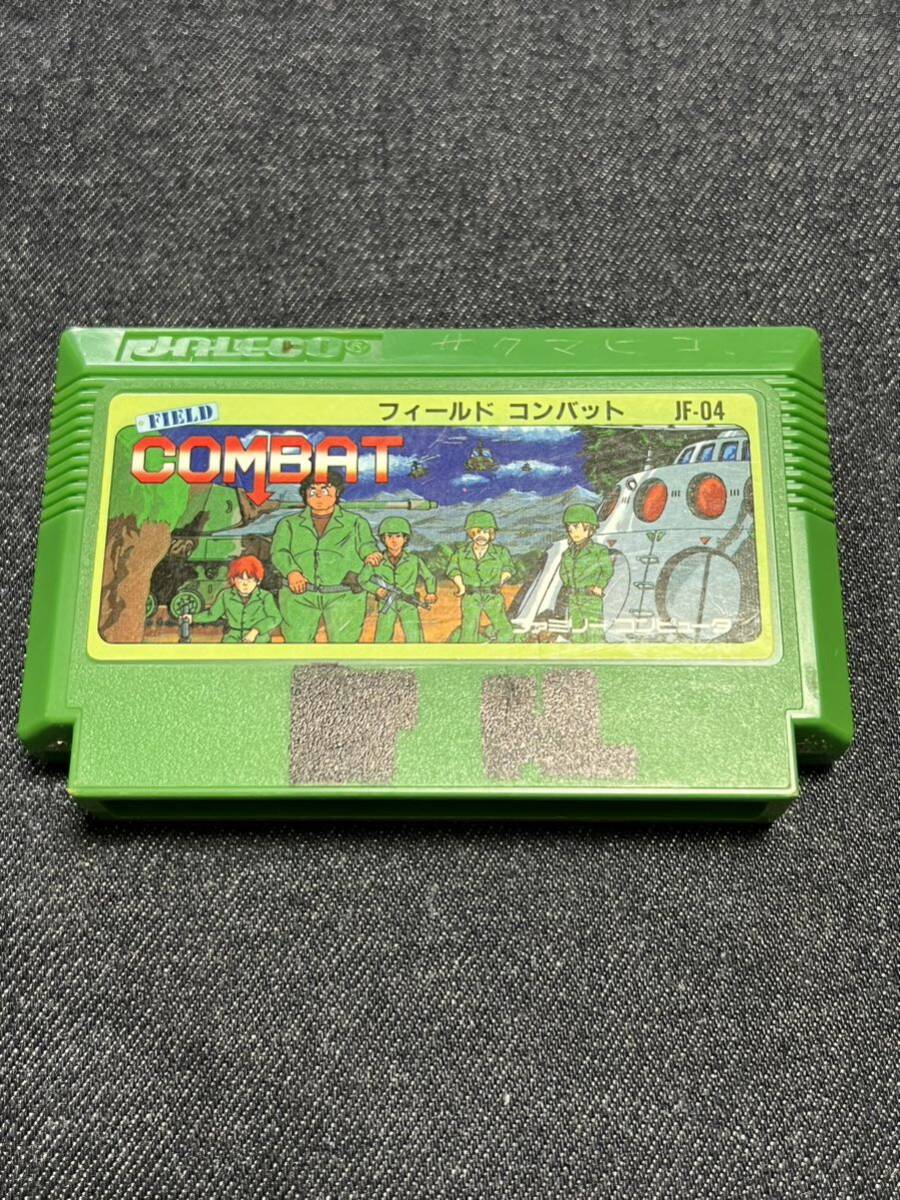 JALECO
サクマヒコ
フィールド コンバット JF-04
FIELD
COMBAT
ファミリーコンピュータ